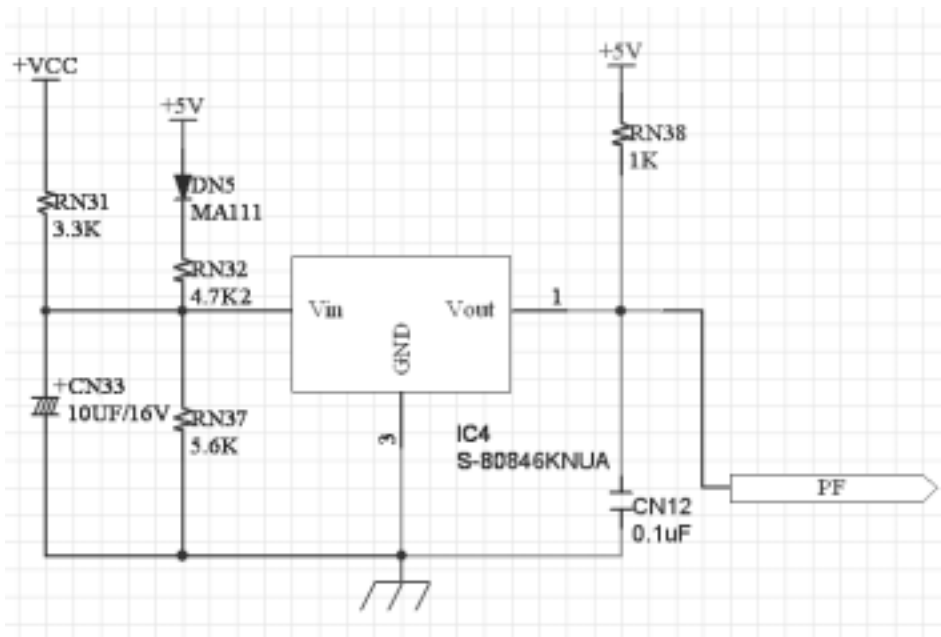 +VCC
+5V
+5V
RN38
1K
DN5
MA111
RN31
3.3K
RN32
4.7K2
Vin
Vout
1
GND
+CN33
10UF/16V
RN37
5.6K
3
IC4
S-80846KNUA
PF
CN12
0.1uF